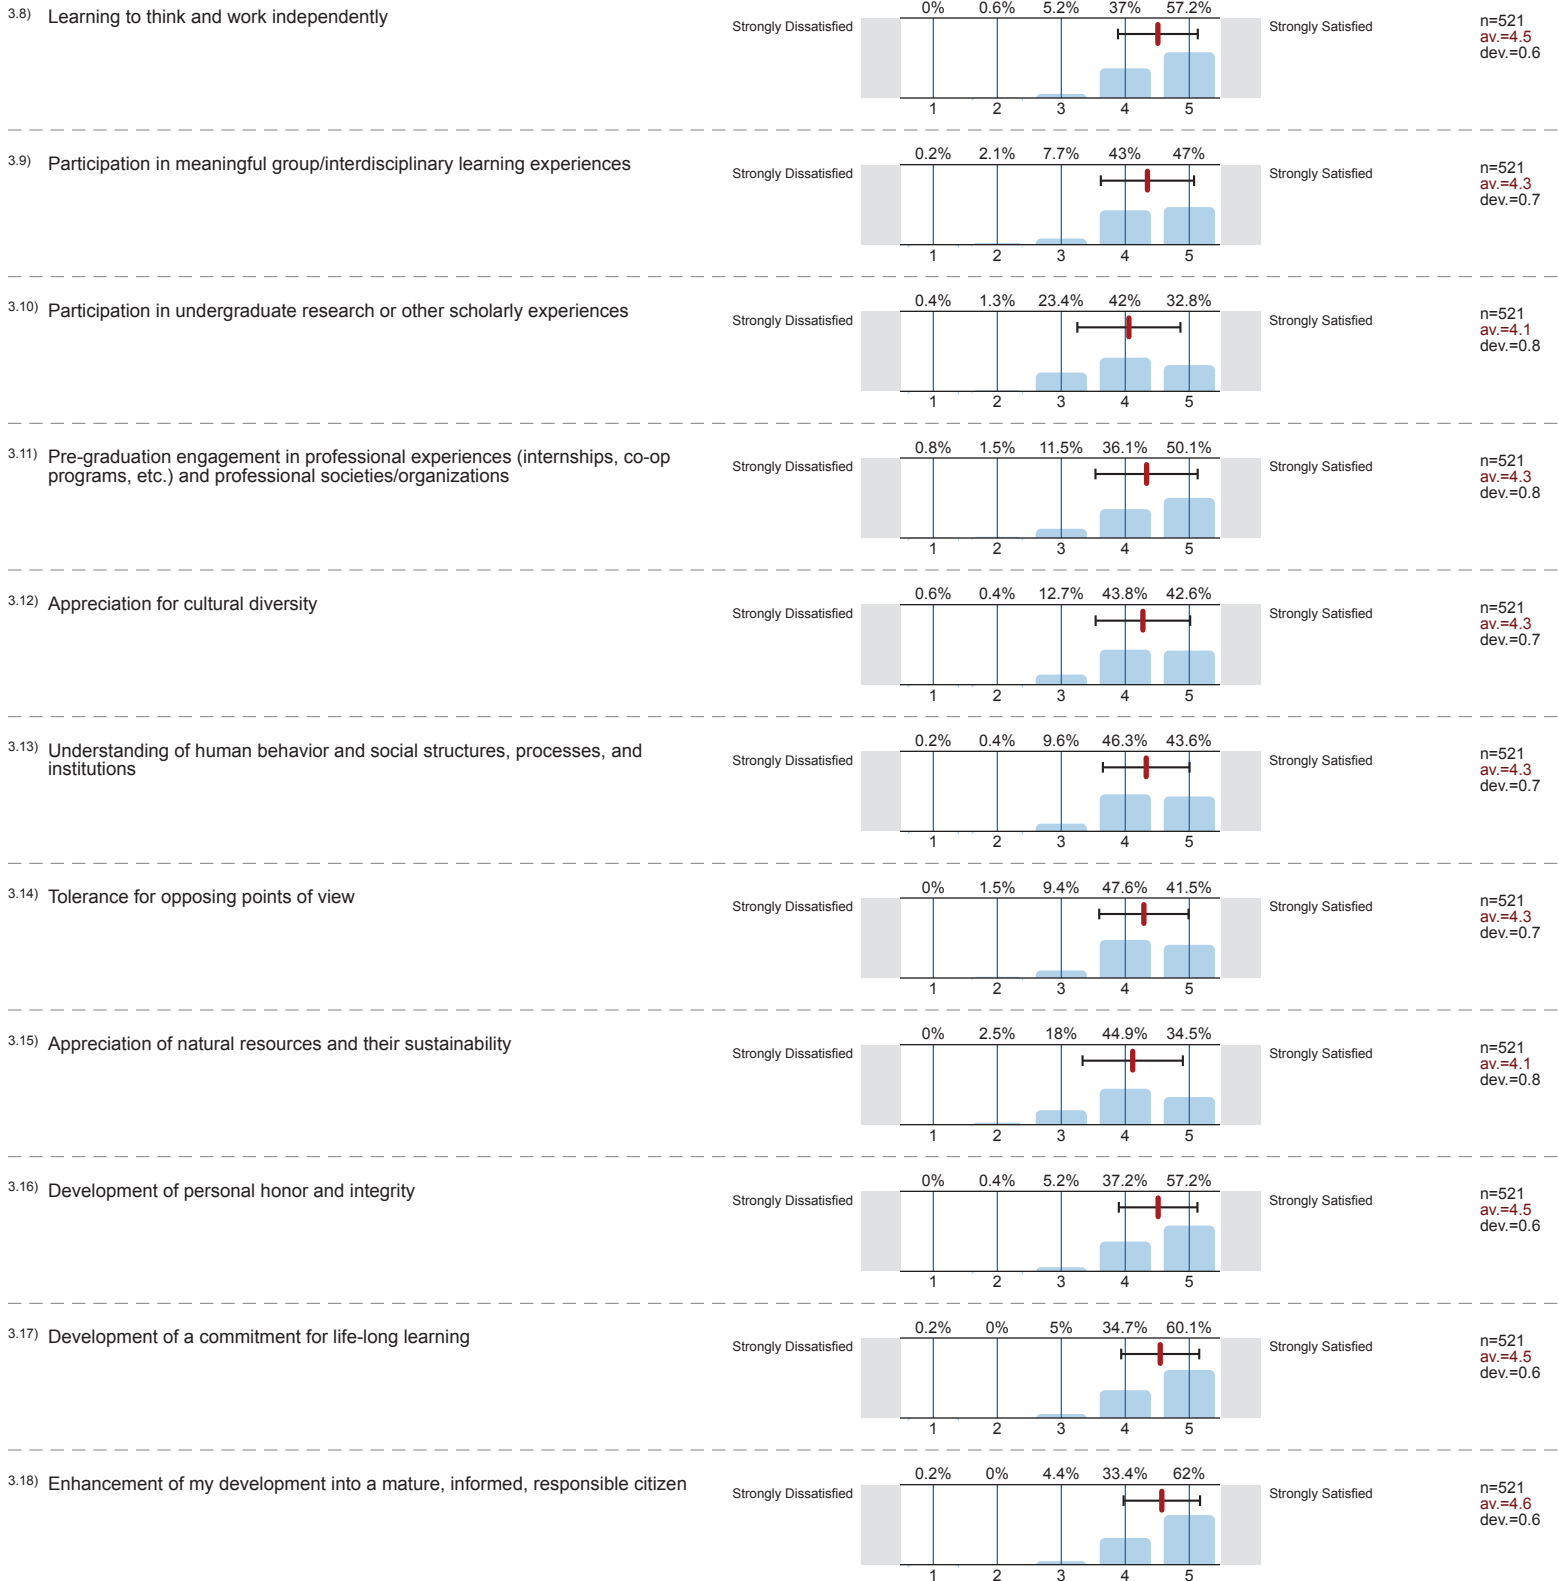 3.8) Learning to think and work independently
0% 0.6% 5.2% 37% 57.2%
Strongly Dissatisfied Strongly Satisfied
n=521
av.=4.5
dev.=0.6
1 2 3 4 5
3.9) Participation in meaningful group/interdisciplinary learning experiences
0.2% 2.1% 7.7% 43% 47%
Strongly Dissatisfied Strongly Satisfied
n=521
av.=4.3
dev.=0.7
1 2 3 4 5
3.10) Participation in undergraduate research or other scholarly experiences
0.4% 1.3% 23.4% 42% 32.8%
Strongly Dissatisfied Strongly Satisfied
n=521
av.=4.1
dev.=0.8
1 2 3 4 5
3.11) Pre-graduation engagement in professional experiences (internships, co-op
programs, etc.) and professional societies/organizations
0.8% 1.5% 11.5% 36.1% 50.1%
Strongly Dissatisfied Strongly Satisfied
n=521
av.=4.3
dev.=0.8
1 2 3 4 5
3.12) Appreciation for cultural diversity
0.6% 0.4% 12.7% 43.8% 42.6%
Strongly Dissatisfied Strongly Satisfied
n=521
av.=4.3
dev.=0.7
1 2 3 4 5
3.13) Understanding of human behavior and social structures, processes, and
institutions
0.2% 0.4% 9.6% 46.3% 43.6%
Strongly Dissatisfied Strongly Satisfied
n=521
av.=4.3
dev.=0.7
1 2 3 4 5
3.14) Tolerance for opposing points of view
0% 1.5% 9.4% 47.6% 41.5%
Strongly Dissatisfied Strongly Satisfied
n=521
av.=4.3
dev.=0.7
1 2 3 4 5
3.15) Appreciation of natural resources and their sustainability
0% 2.5% 18% 44.9% 34.5%
Strongly Dissatisfied Strongly Satisfied
n=521
av.=4.1
dev.=0.8
1 2 3 4 5
3.16) Development of personal honor and integrity
0% 0.4% 5.2% 37.2% 57.2%
Strongly Dissatisfied Strongly Satisfied
n=521
av.=4.5
dev.=0.6
1 2 3 4 5
3.17) Development of a commitment for life-long learning
0.2% 0% 5% 34.7% 60.1%
Strongly Dissatisfied Strongly Satisfied
n=521
av.=4.5
dev.=0.6
1 2 3 4 5
3.18) Enhancement of my development into a mature, informed, responsible citizen
0.2% 0% 4.4% 33.4% 62%
Strongly Dissatisfied Strongly Satisfied
n=521
av.=4.6
dev.=0.6
1 2 3 4 5